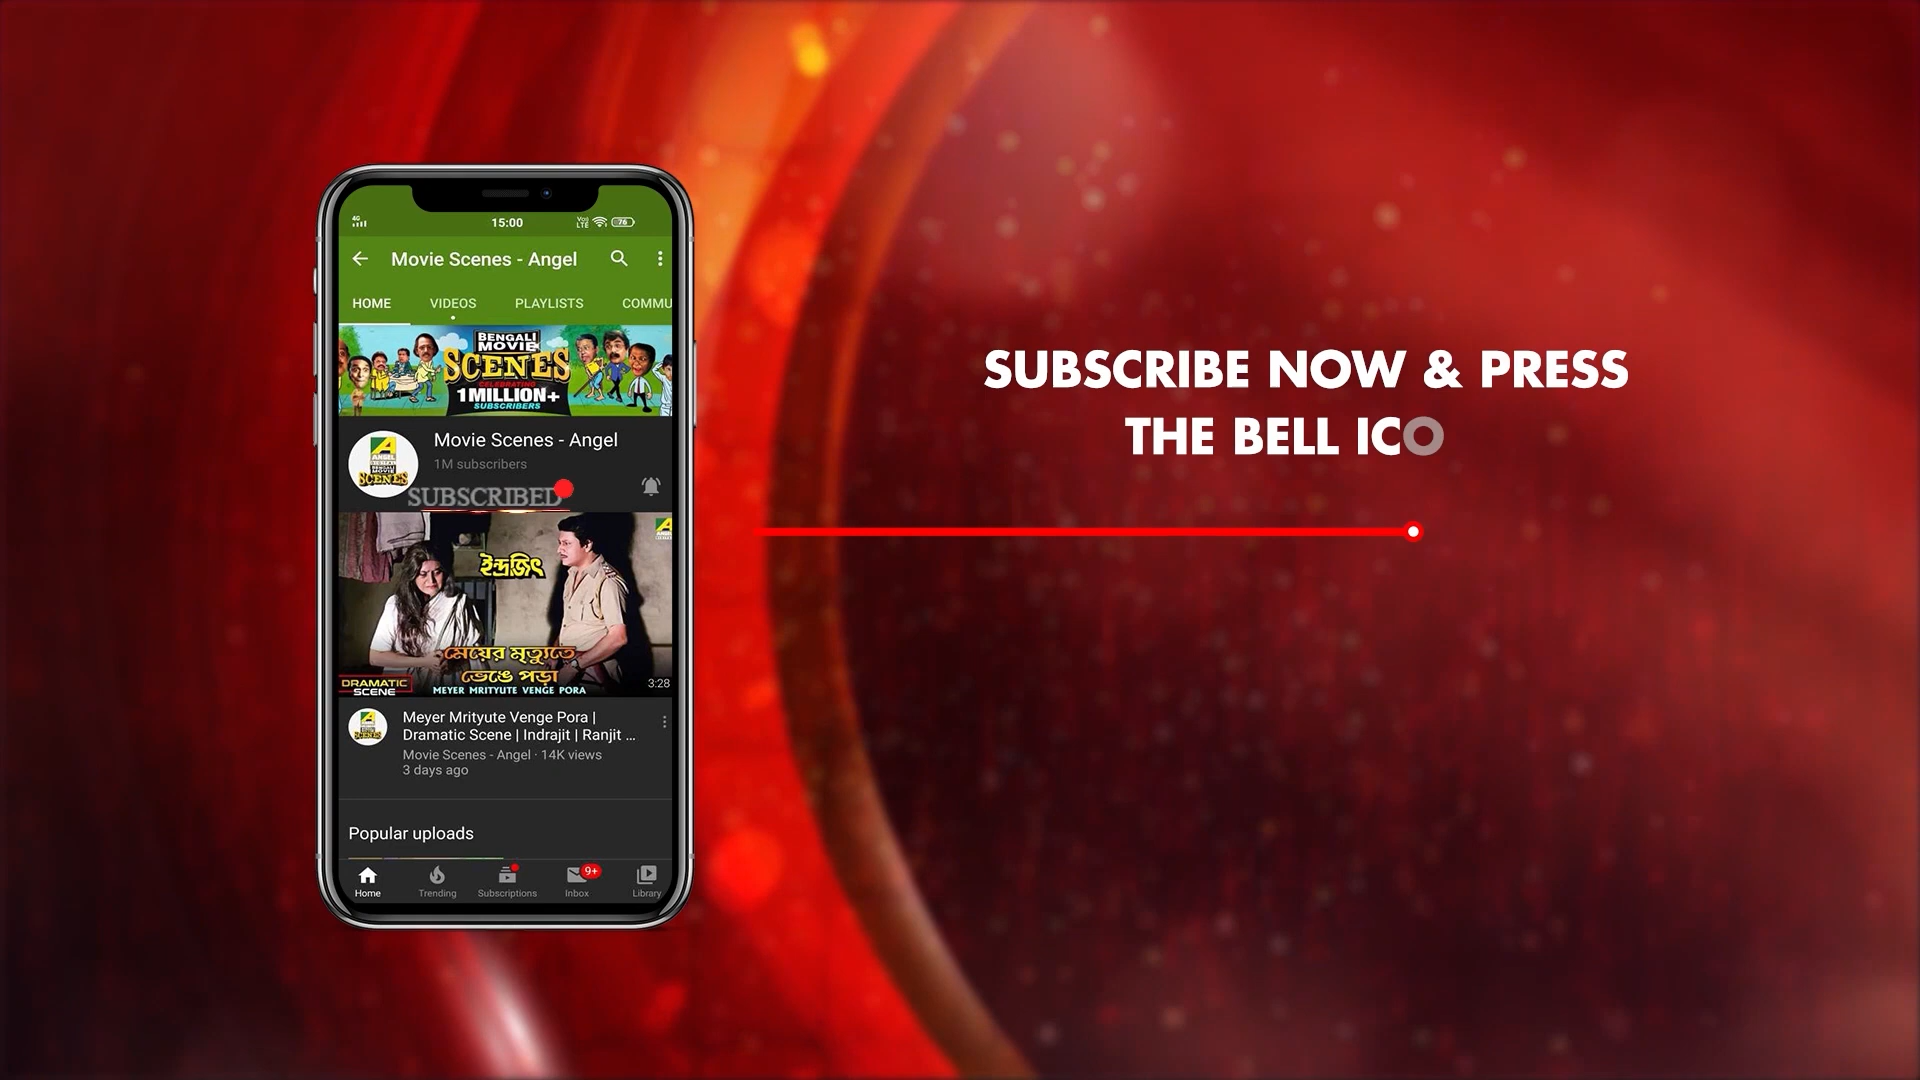 4G
15:00
76
Movie Scenes - Angel
HOME VIDEOS PLAYLISTS COMMU
BENGALI
MOVIE
SCENES
CELEBRATING
1MILLION+
SUBSCRIBERS
Movie Scenes - Angel
1M subscribers
SUBSCRIBED
ইন্দ্রজিৎ
মেয়ের মৃত্যুতে
ভেঙে পড়া
DRAMATIC
SCENE
MEYER MRITYUTE VENGE PORA
3:28
Meyer Mrityute Venge Pora |
Dramatic Scene | Indrajit | Ranjit ...
Movie Scenes - Angel · 14K views
3 days ago
Popular uploads
9+
Home Trending Subscriptions Inbox Library
SUBSCRIBE NOW & PRESS
THE BELL ICO